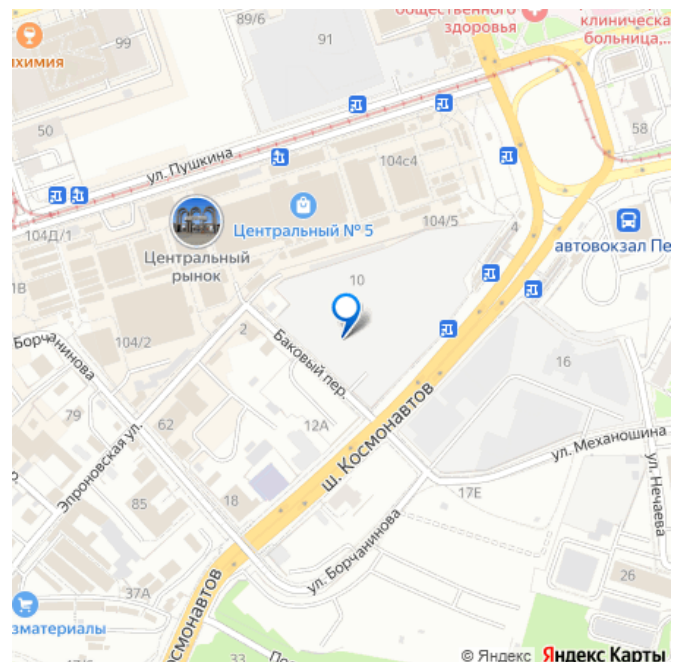 общественного
здоровья
клиническа
больница,...
89/6
91
99
лхимия
50
58
ул. Пушкина
104с4
104/5
4
Центральный № 5
автовокзал Пе
104Д/1
Центральный
рынок
10
1В
2
104/2
Борчанинова
Баковый пер.
16
79
62
12А
ш. Космонавтов
ул. Механошина
Эпроновская ул.
85
18
17Е
ул. Нечаева
ул. Борчанинова
26
37А
зматериалы
СМОНАВТОВ
33
© Яндекс Яндекс Карты